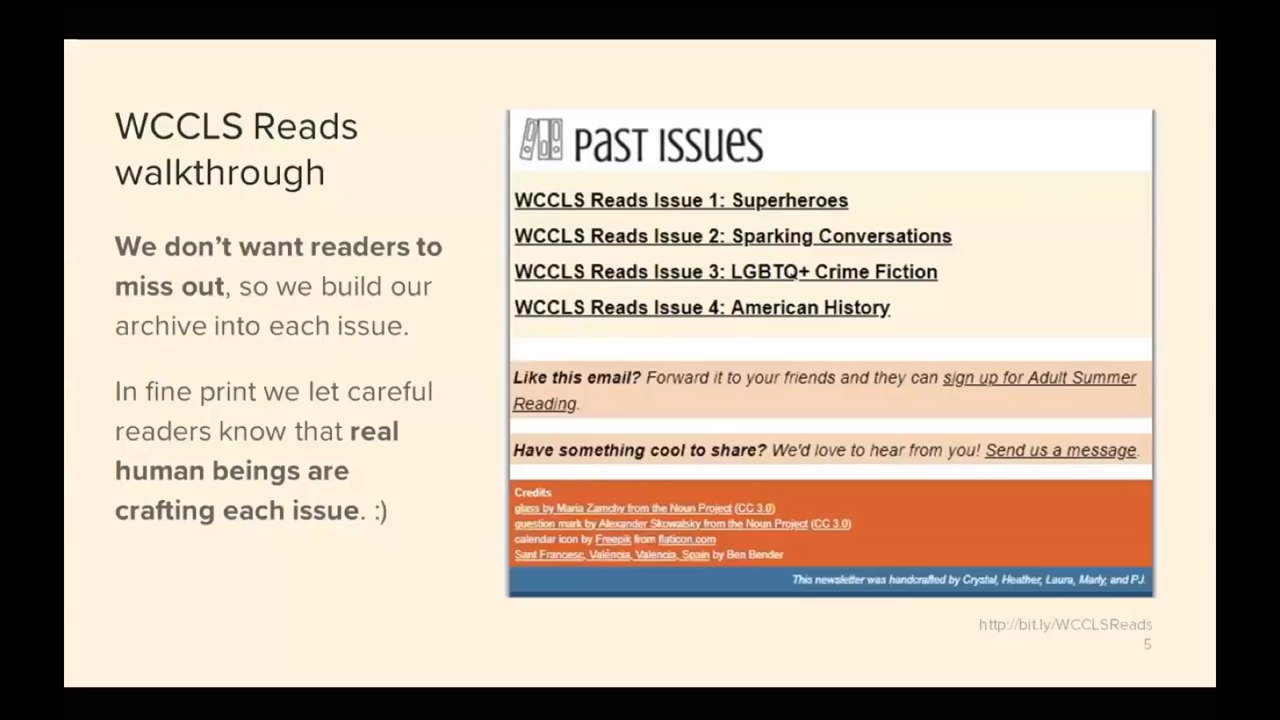 WCCLS Reads
walkthrough
We don't want readers to
miss out, so we build our
archive into each issue.
In fine print we let careful
readers know that real
human beings are
crafting each issue. :)
Past Issues
WCCLS Reads Issue 1: Superheroes
WCCLS Reads Issue 2: Sparking Conversations
WCCLS Reads Issue 3: LGBTQ+ Crime Fiction
WCCLS Reads Issue 4: American History
Like this email? Forward it to your friends and they can sign up for Adult Summer
Reading.
Have something cool to share? We'd love to hear from you! Send us a message.
Credits
glass by Maria Zamchy from the Noun Project (CC 3.0)
question mark by Alexander Skowalsky from the Noun Project (CC 3.0)
calendar icon by Freepik from flaticon.com
Sant Francesc, València, Valencia, Spain by Ben Bender
This newsletter was handcrafted by Crystal, Heather, Laura, Marly, and PJ.
http://bit.ly/WCCLSReads
5